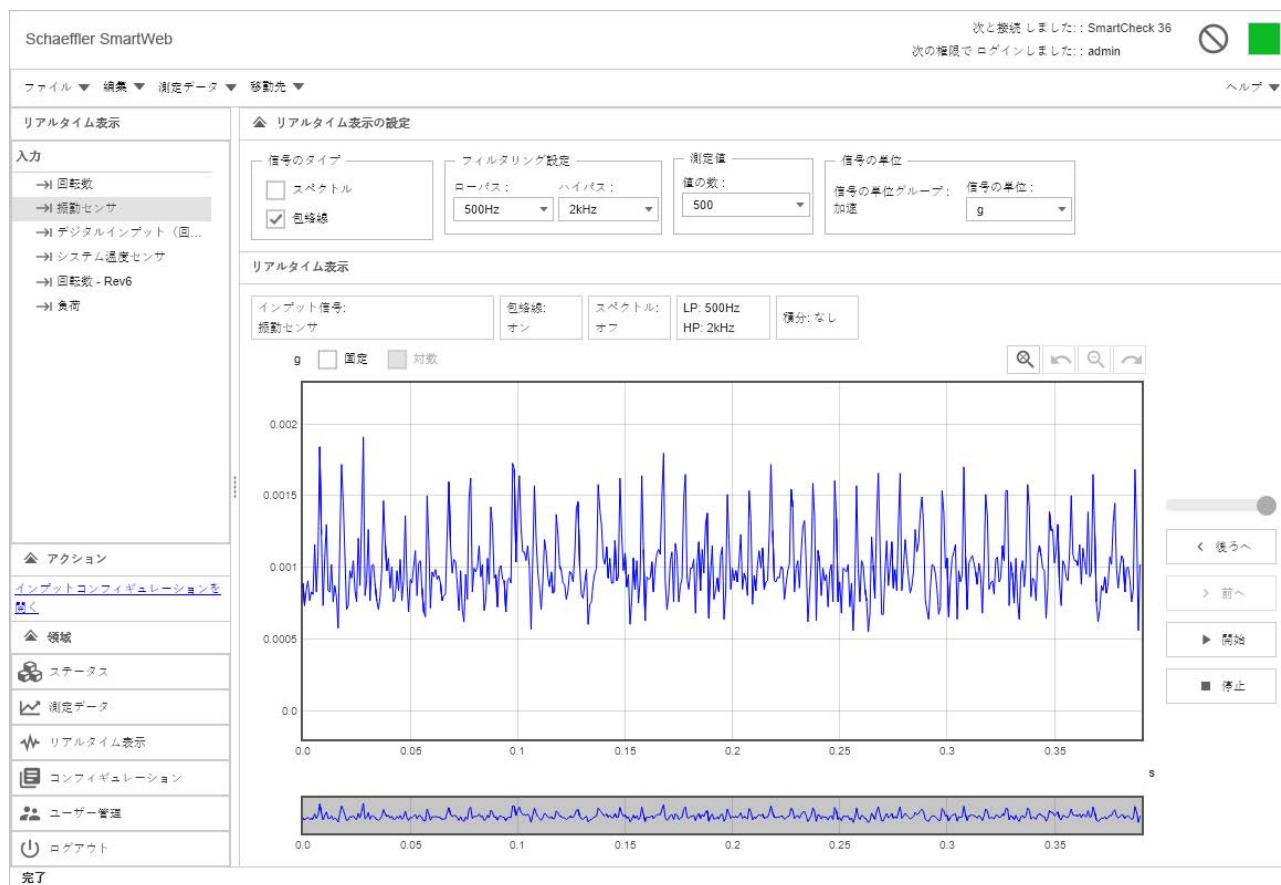 Schaeffler SmartWeb
次と接続 しました: : SmartCheck 36
次の権限で ログインしました: : admin
ファイル ▼ 編集 ▼ 測定データ ▼ 移動先 ▼
ヘルプ ▼
リアルタイム表示
リアルタイム表示の設定
入力
回転数
振動センサ
デジタルインプット（回...
システム温度センサ
回転数 - Rev6
負荷
信号のタイプ
スペクトル
包絡線
フィルタリング設定
ローパス : ハイパス :
500Hz 2kHz
測定値
値の数 :
500
信号の単位
信号の単位グループ : 信号の単位 :
加速 g
リアルタイム表示
インプット信号:
振動センサ
包絡線:
オン
スペクトル:
オフ
LP: 500Hz
HP: 2kHz
積分: なし
g 固定 対数
0.002
0.0015
0.001
0.0005
0.0
0.0 0.05 0.1 0.15 0.2 0.25 0.3 0.35
s
0.0 0.05 0.1 0.15 0.2 0.25 0.3 0.35
< 後ろへ
> 前へ
▶ 開始
■ 停止
アクション
インプットコンフィギュレーションを
開く
領域
ステータス
測定データ
リアルタイム表示
コンフィギュレーション
ユーザー管理
ログアウト
完了